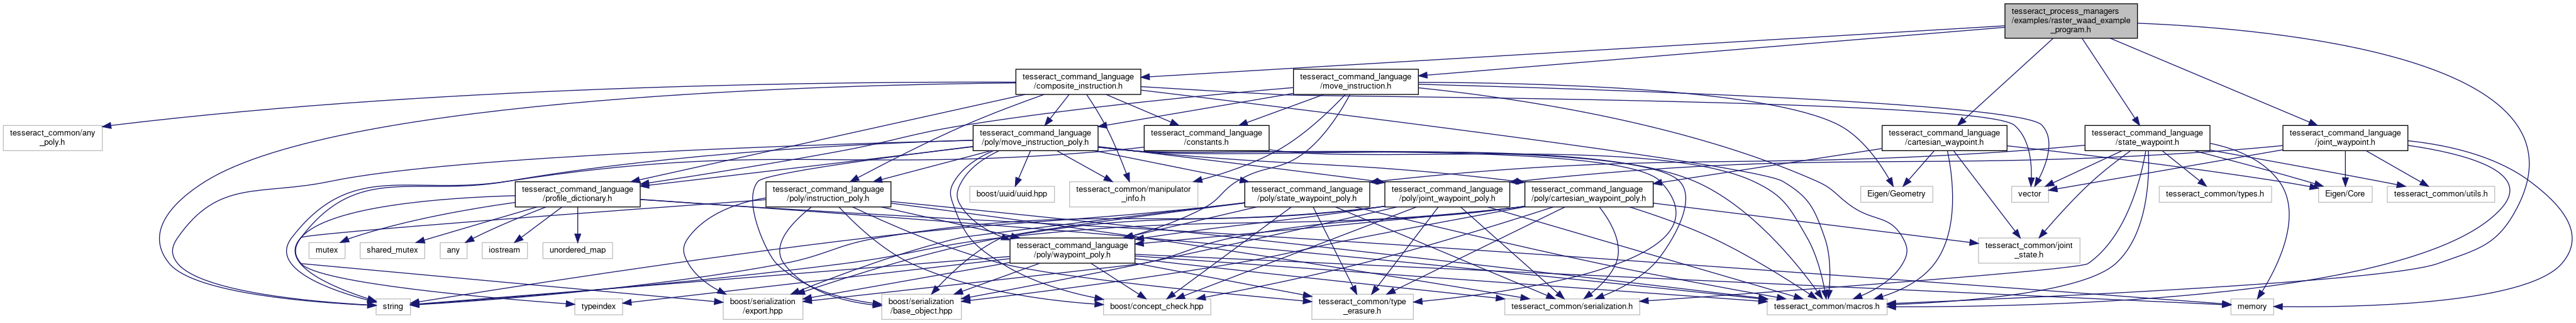 tesseract_process_managers
/examples/raster_waad_example
_program.h
tesseract_command_language
/composite_instruction.h
tesseract_command_language
/move_instruction.h
tesseract_common/any
_poly.h
tesseract_command_language
/poly/move_instruction_poly.h
tesseract_command_language
/constants.h
tesseract_command_language
/cartesian_waypoint.h
tesseract_command_language
/state_waypoint.h
tesseract_command_language
/joint_waypoint.h
tesseract_command_language
/profile_dictionary.h
tesseract_command_language
/poly/instruction_poly.h
boost/uuid/uuid.hpp
tesseract_common/manipulator
_info.h
tesseract_command_language
/poly/state_waypoint_poly.h
tesseract_command_language
/poly/joint_waypoint_poly.h
tesseract_command_language
/poly/cartesian_waypoint_poly.h
Eigen/Geometry
vector
tesseract_common/types.h
Eigen/Core
tesseract_common/utils.h
mutex
shared_mutex
any
iostream
unordered_map
tesseract_command_language
/poly/waypoint_poly.h
tesseract_common/joint
_state.h
string
typeindex
boost/serialization
/export.hpp
boost/serialization
/base_object.hpp
boost/concept_check.hpp
tesseract_common/type
_erasure.h
tesseract_common/serialization.h
tesseract_common/macros.h
memory